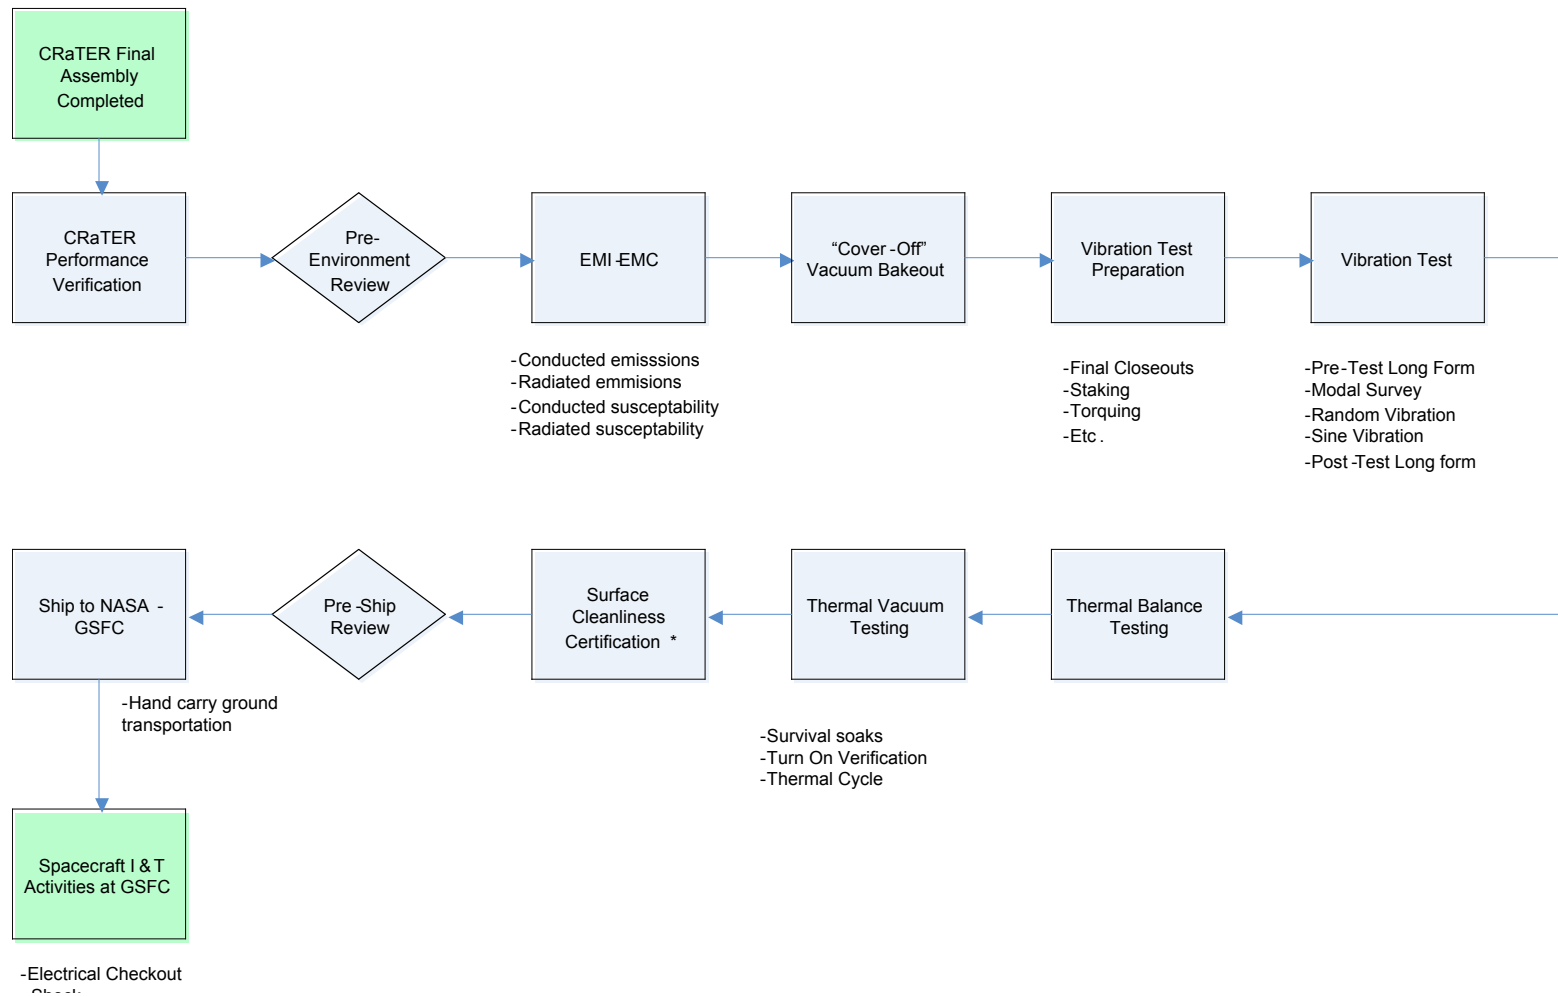 CRaTER Final
Assembly
Completed
CRaTER
Performance
Verification
Pre-
Environment
Review
EMI-EMC
“Cover-Off”
Vacuum Bakeout
Vibration Test
Preparation
Vibration Test
-Conducted emisssions
-Radiated emmisions
-Conducted susceptability
-Radiated susceptability
-Final Closeouts
-Staking
-Torquing
-Etc.
-Pre-Test Long Form
-Modal Survey
-Random Vibration
-Sine Vibration
-Post-Test Long form
Ship to NASA -
GSFC
Pre-Ship
Review
Surface
Cleanliness
Certification *
Thermal Vacuum
Testing
Thermal Balance
Testing
-Hand carry ground
transportation
-Survival soaks
-Turn On Verification
-Thermal Cycle
Spacecraft I & T
Activities at GSFC
-Electrical Checkout